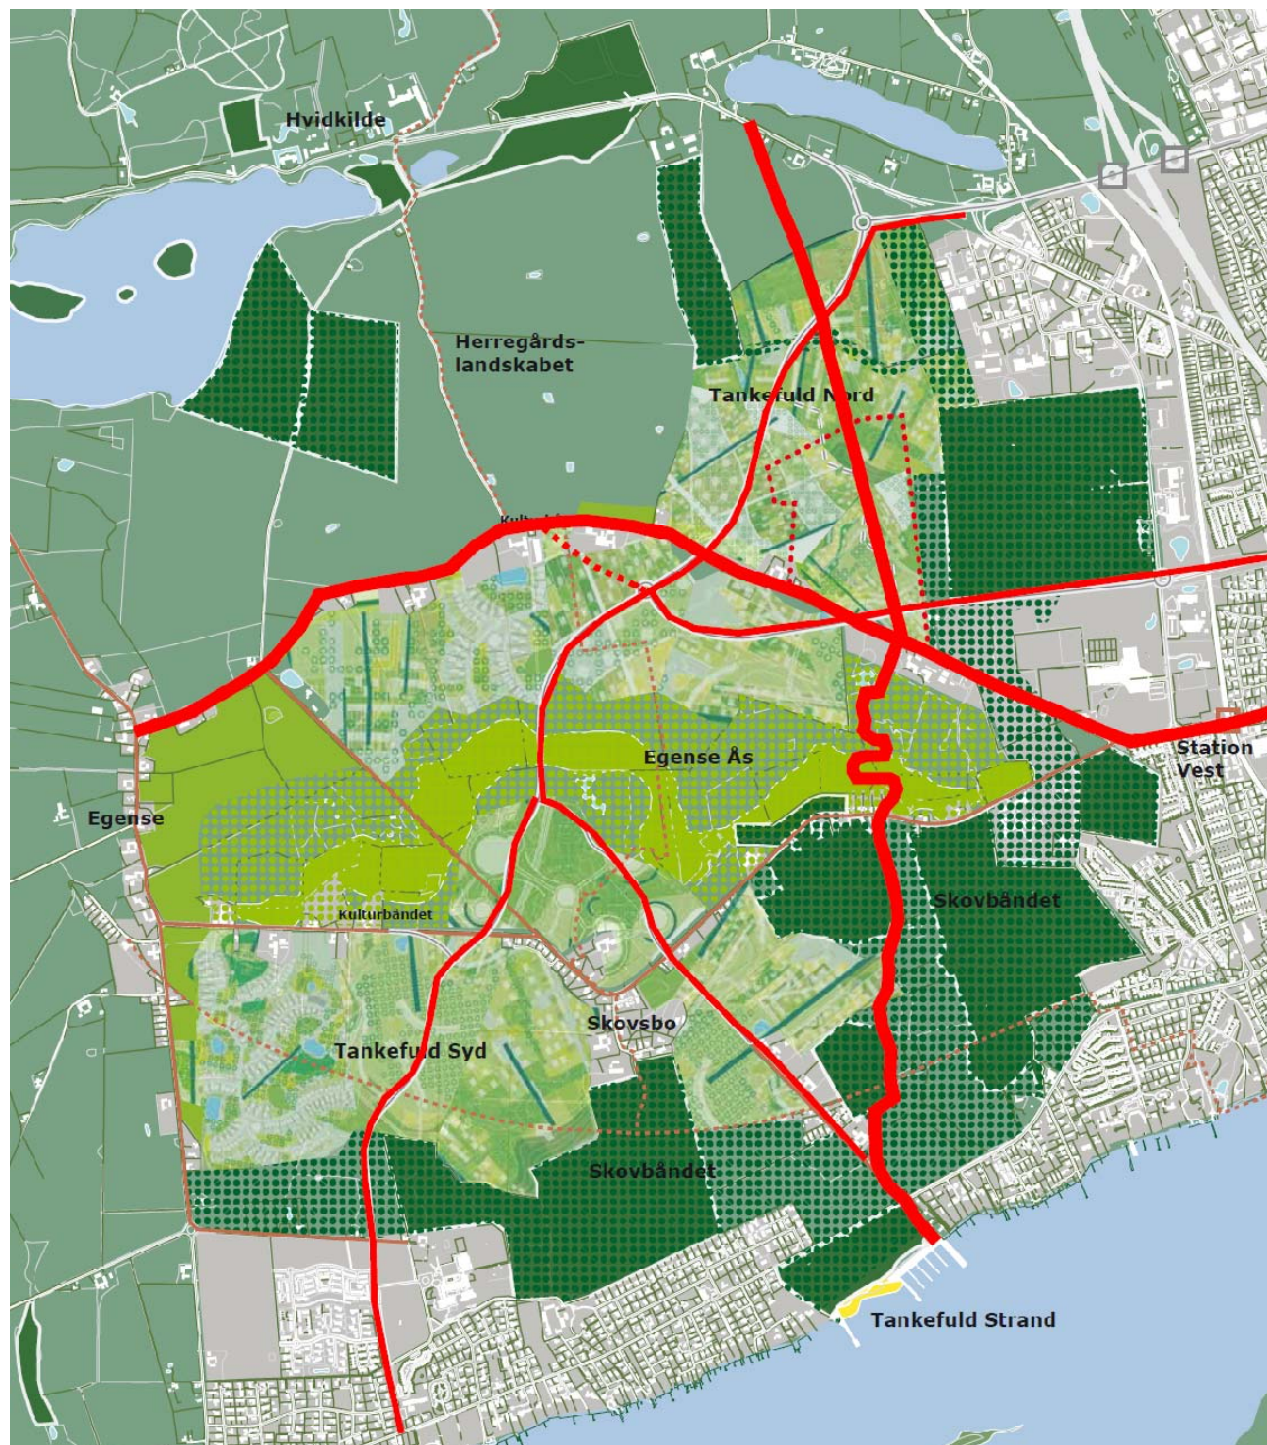 Hvidkilde
Herregårds-
landskabet
Tankefuld Nord
Egense Ås
Station
Vest
Egense
Skovbåndet
Kulturbåndet
Skovsbo
Tankefuld Syd
Skovbåndet
Tankefuld Strand